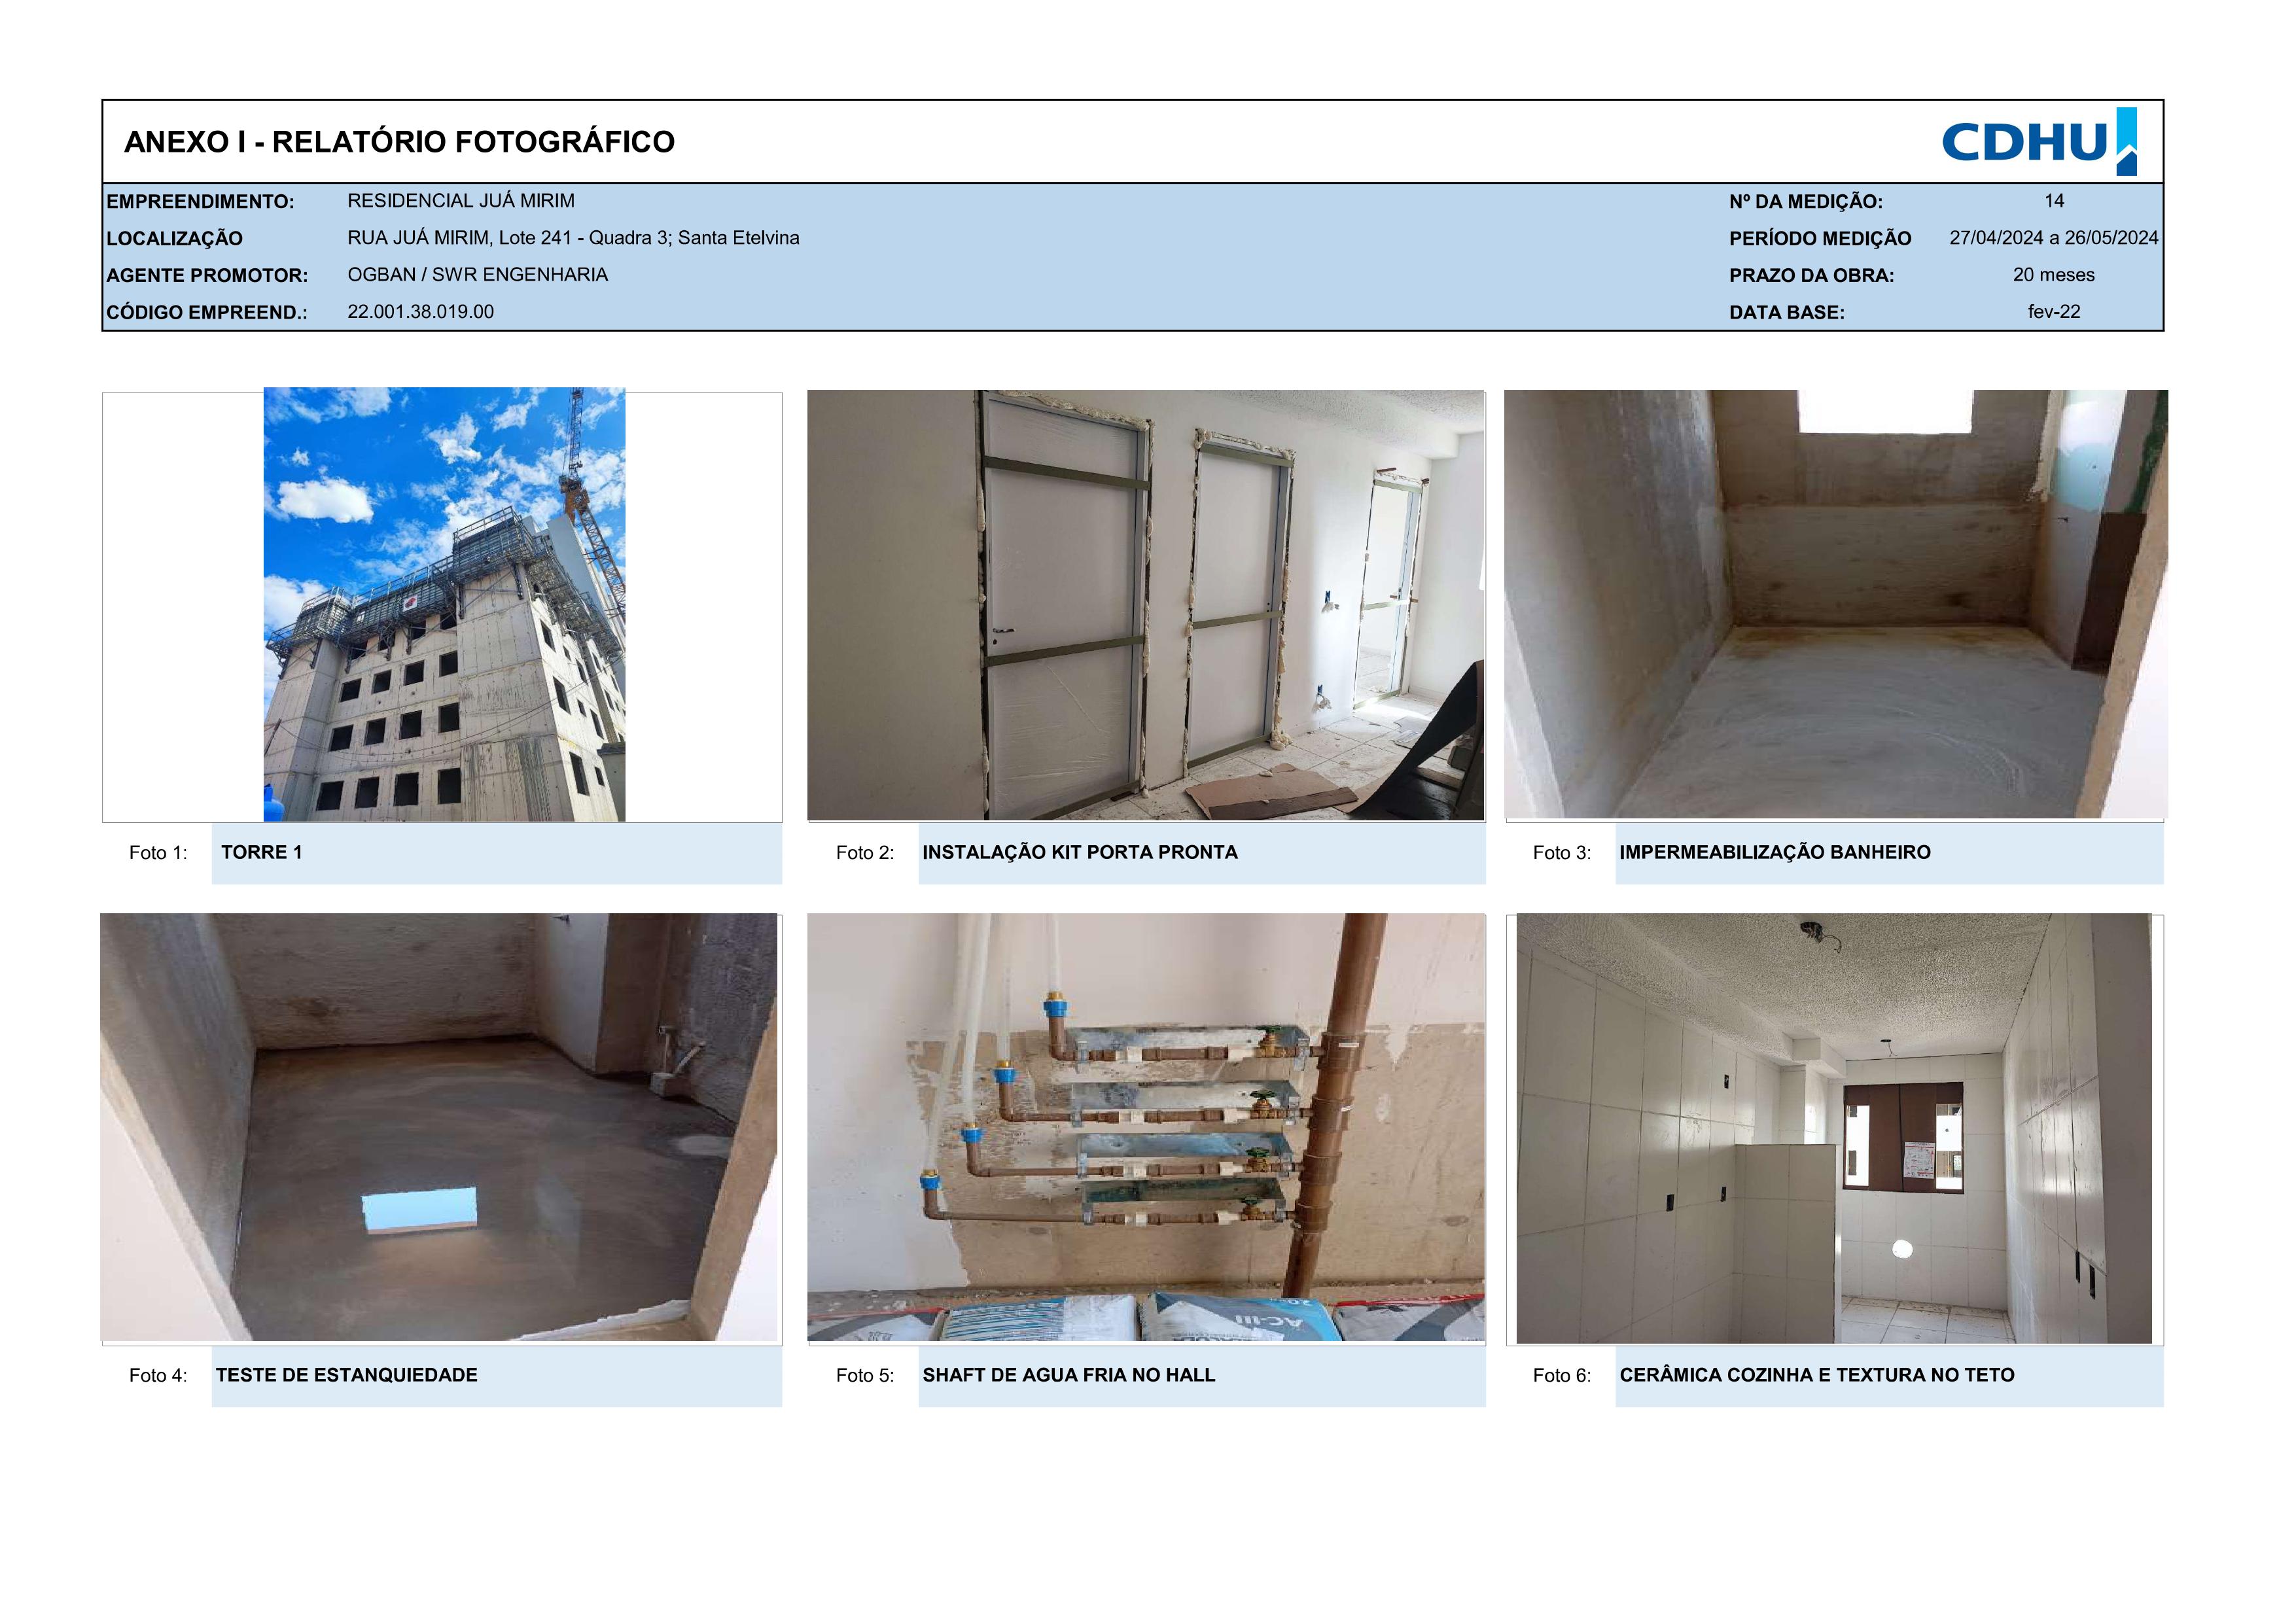 ANEXO I - RELATÓRIO FOTOGRÁFICO
CDHU
EMPREENDIMENTO: RESIDENCIAL JUÁ MIRIM Nº DA MEDIÇÃO: 14
LOCALIZAÇÃO RUA JUÁ MIRIM, Lote 241 - Quadra 3; Santa Etelvina PERÍODO MEDIÇÃO 27/04/2024 a 26/05/2024
AGENTE PROMOTOR: OGBAN / SWR ENGENHARIA PRAZO DA OBRA: 20 meses
CÓDIGO EMPREEND.: 22.001.38.019.00 DATA BASE: fev-22
Foto 1: TORRE 1
Foto 2: INSTALAÇÃO KIT PORTA PRONTA
Foto 3: IMPERMEABILIZAÇÃO BANHEIRO
AC-III
Foto 4: TESTE DE ESTANQUIEDADE
Foto 5: SHAFT DE AGUA FRIA NO HALL
Foto 6: CERÂMICA COZINHA E TEXTURA NO TETO